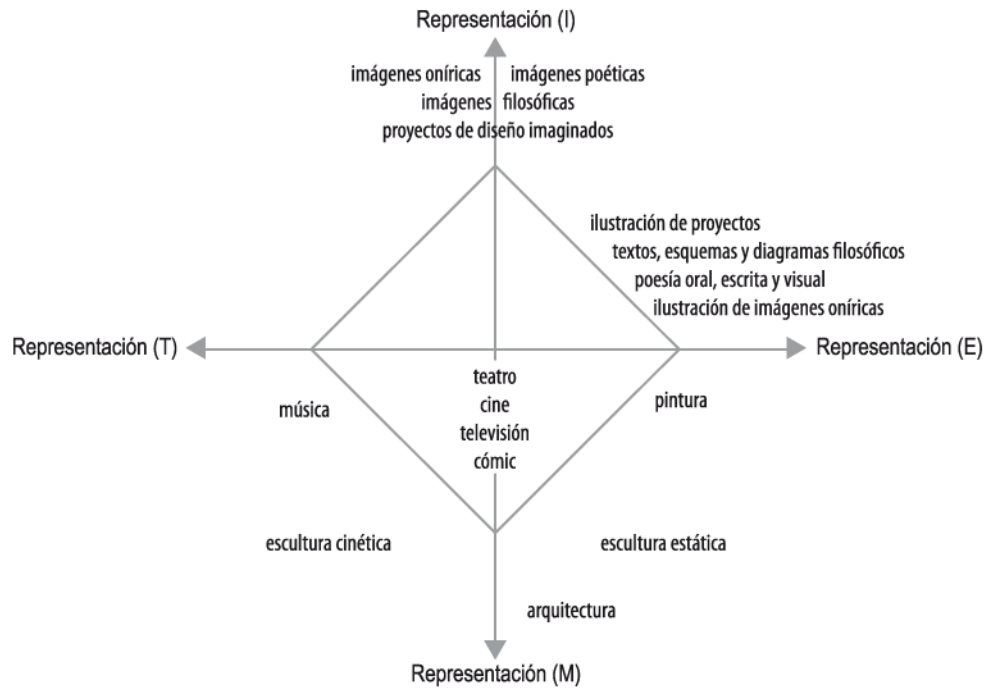 Representación (I)
imágenes oníricas imágenes poéticas
imágenes filosóficas
proyectos de diseño imaginados
ilustración de proyectos
textos, esquemas y diagramas filosóficos
poesía oral, escrita y visual
ilustración de imágenes oníricas
Representación (T)
Representación (E)
teatro
cine
televisión
cómic
música
pintura
escultura cinética
escultura estática
arquitectura
Representación (M)